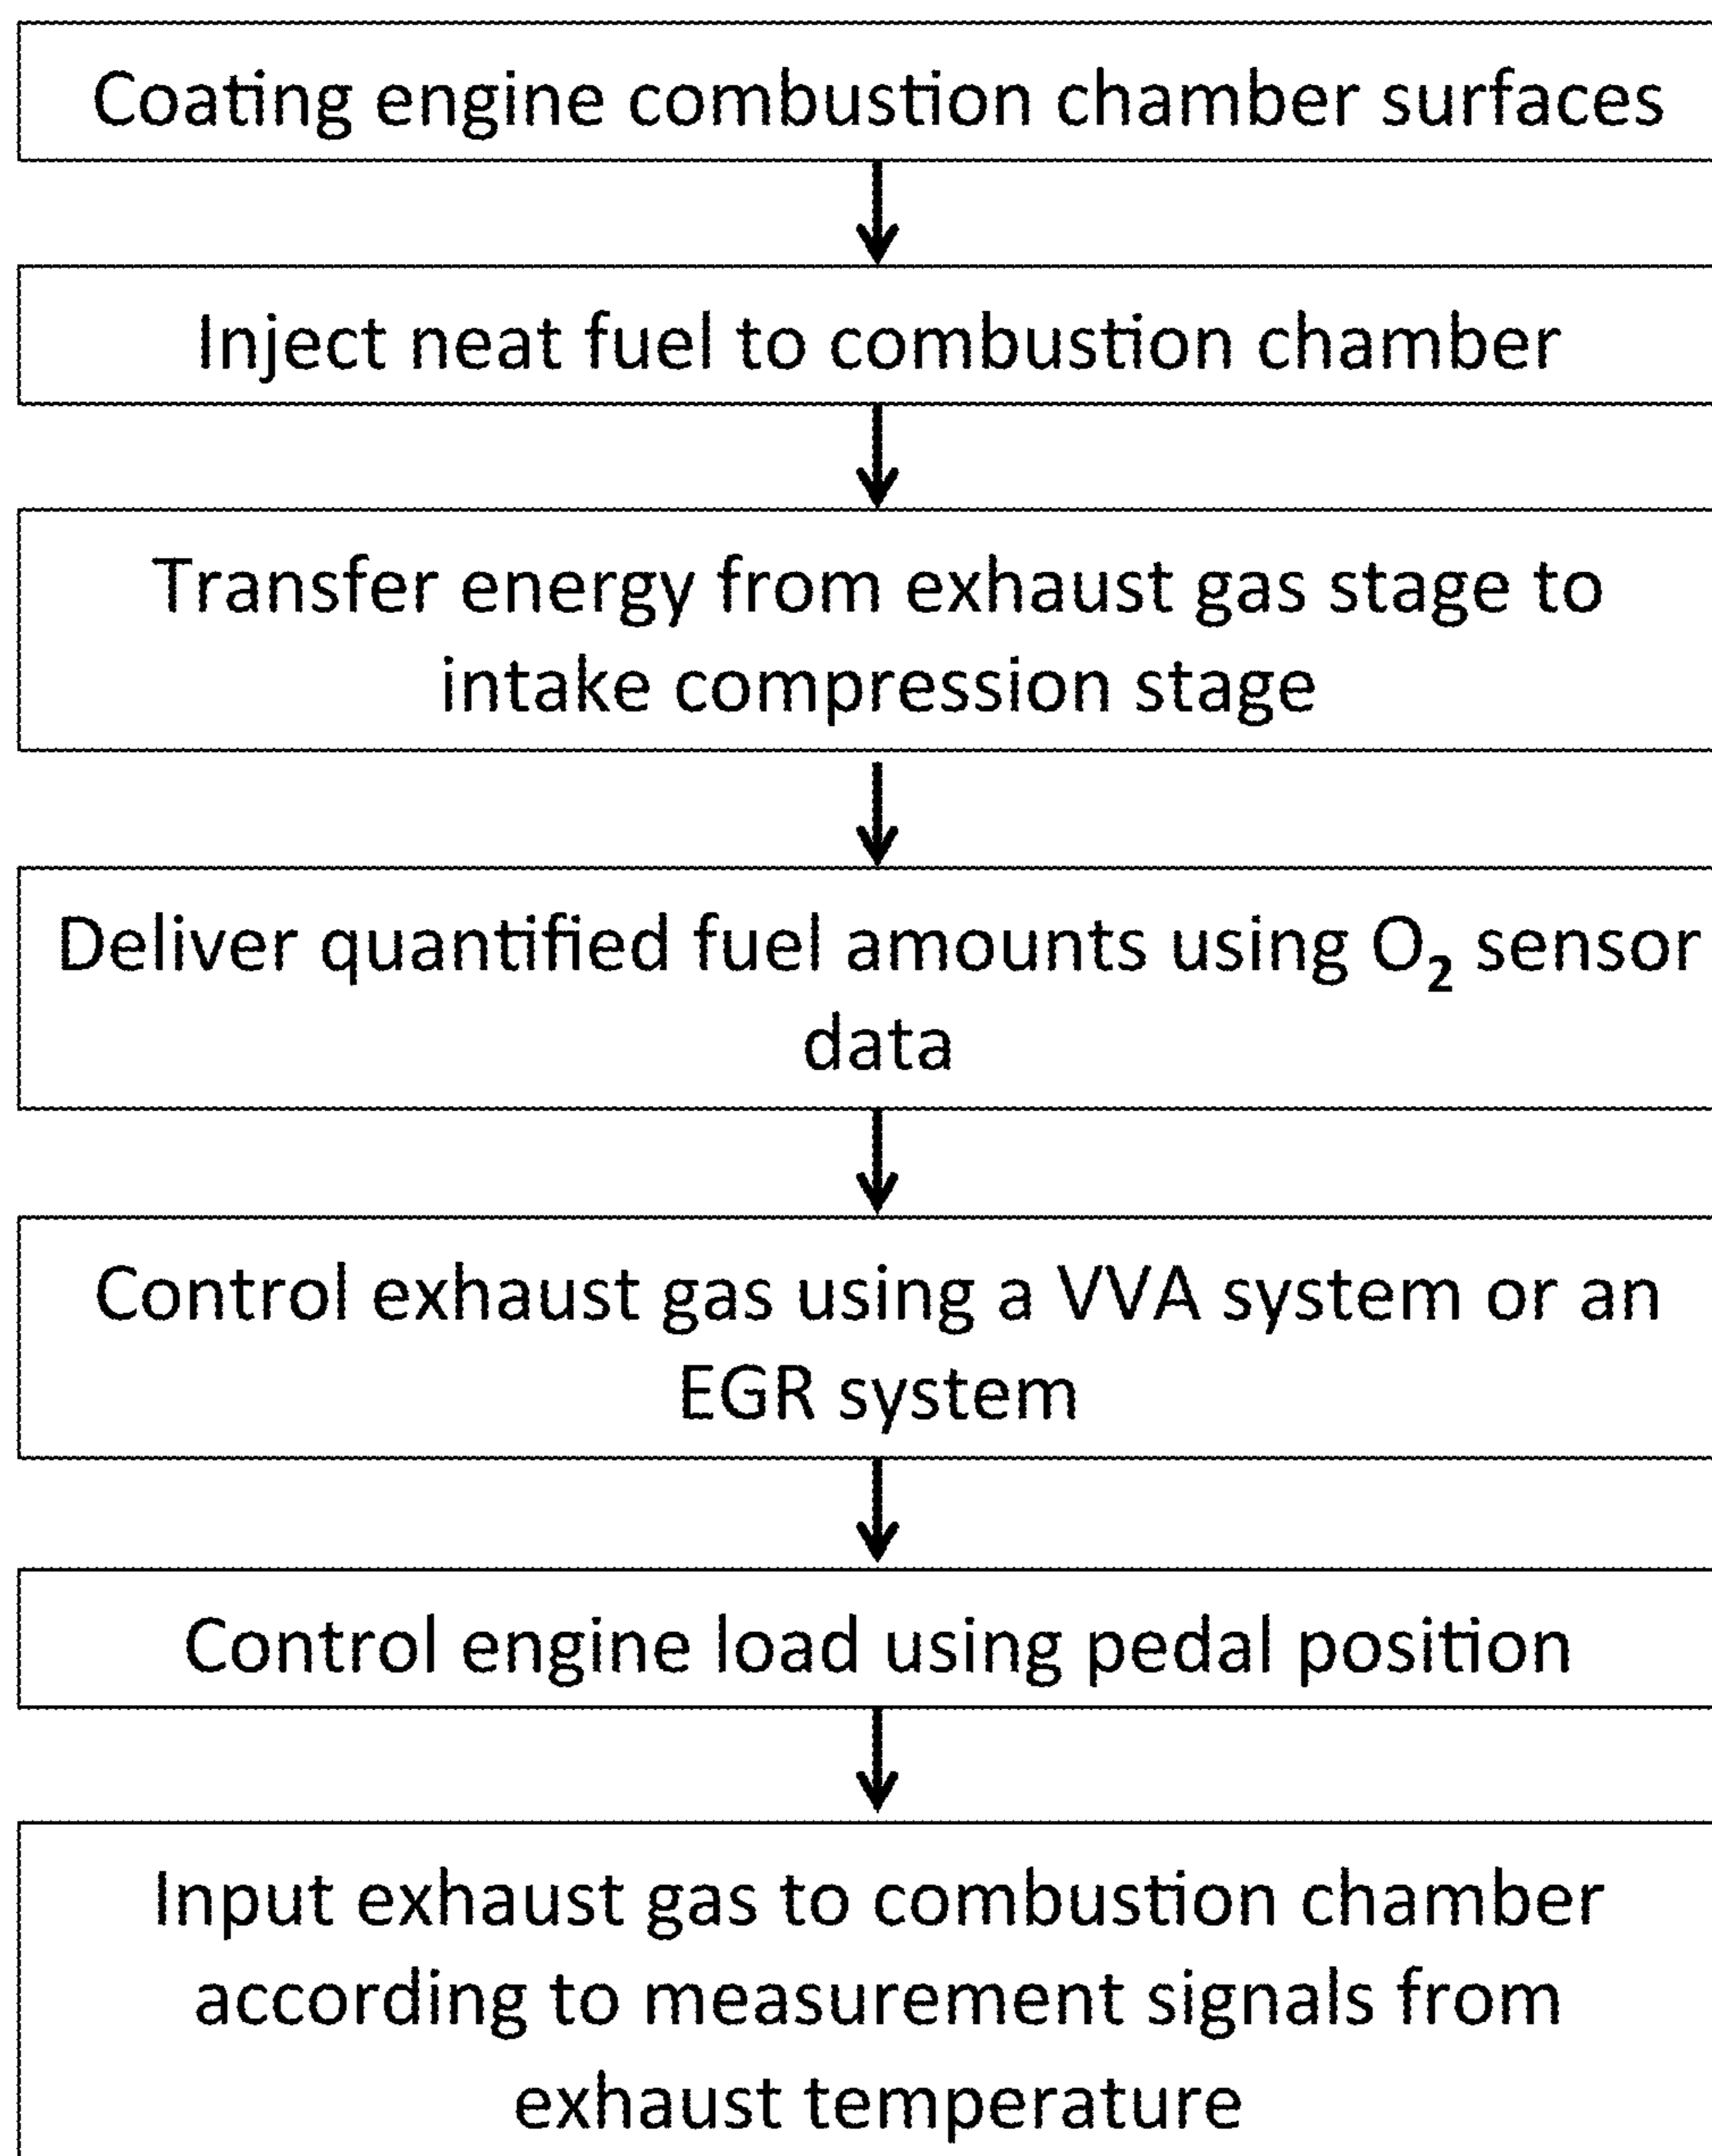 Coating engine combustion chamber surfaces
Inject neat fuel to combustion chamber
Transfer energy from exhaust gas stage to
intake compression stage
Deliver quantified fuel amounts using O₂ sensor
data
Control exhaust gas using a VVA system or an
EGR system
Control engine load using pedal position
Input exhaust gas to combustion chamber
according to measurement signals from
exhaust temperature